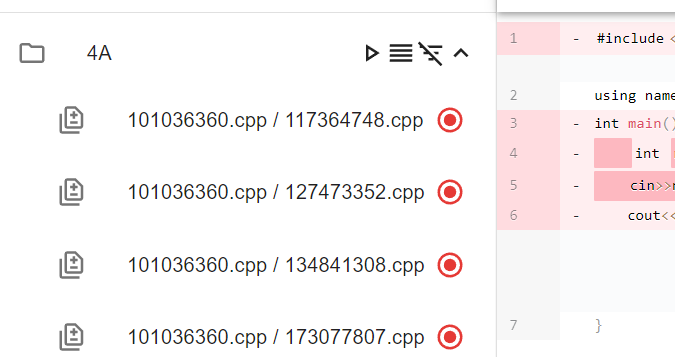 4A
101036360.cpp / 117364748.cpp
101036360.cpp / 127473352.cpp
101036360.cpp / 134841308.cpp
101036360.cpp / 173077807.cpp
1 - #include <
2 using name
3 - int main()
4 - int
5 - cin>>
6 - cout<<
7 }